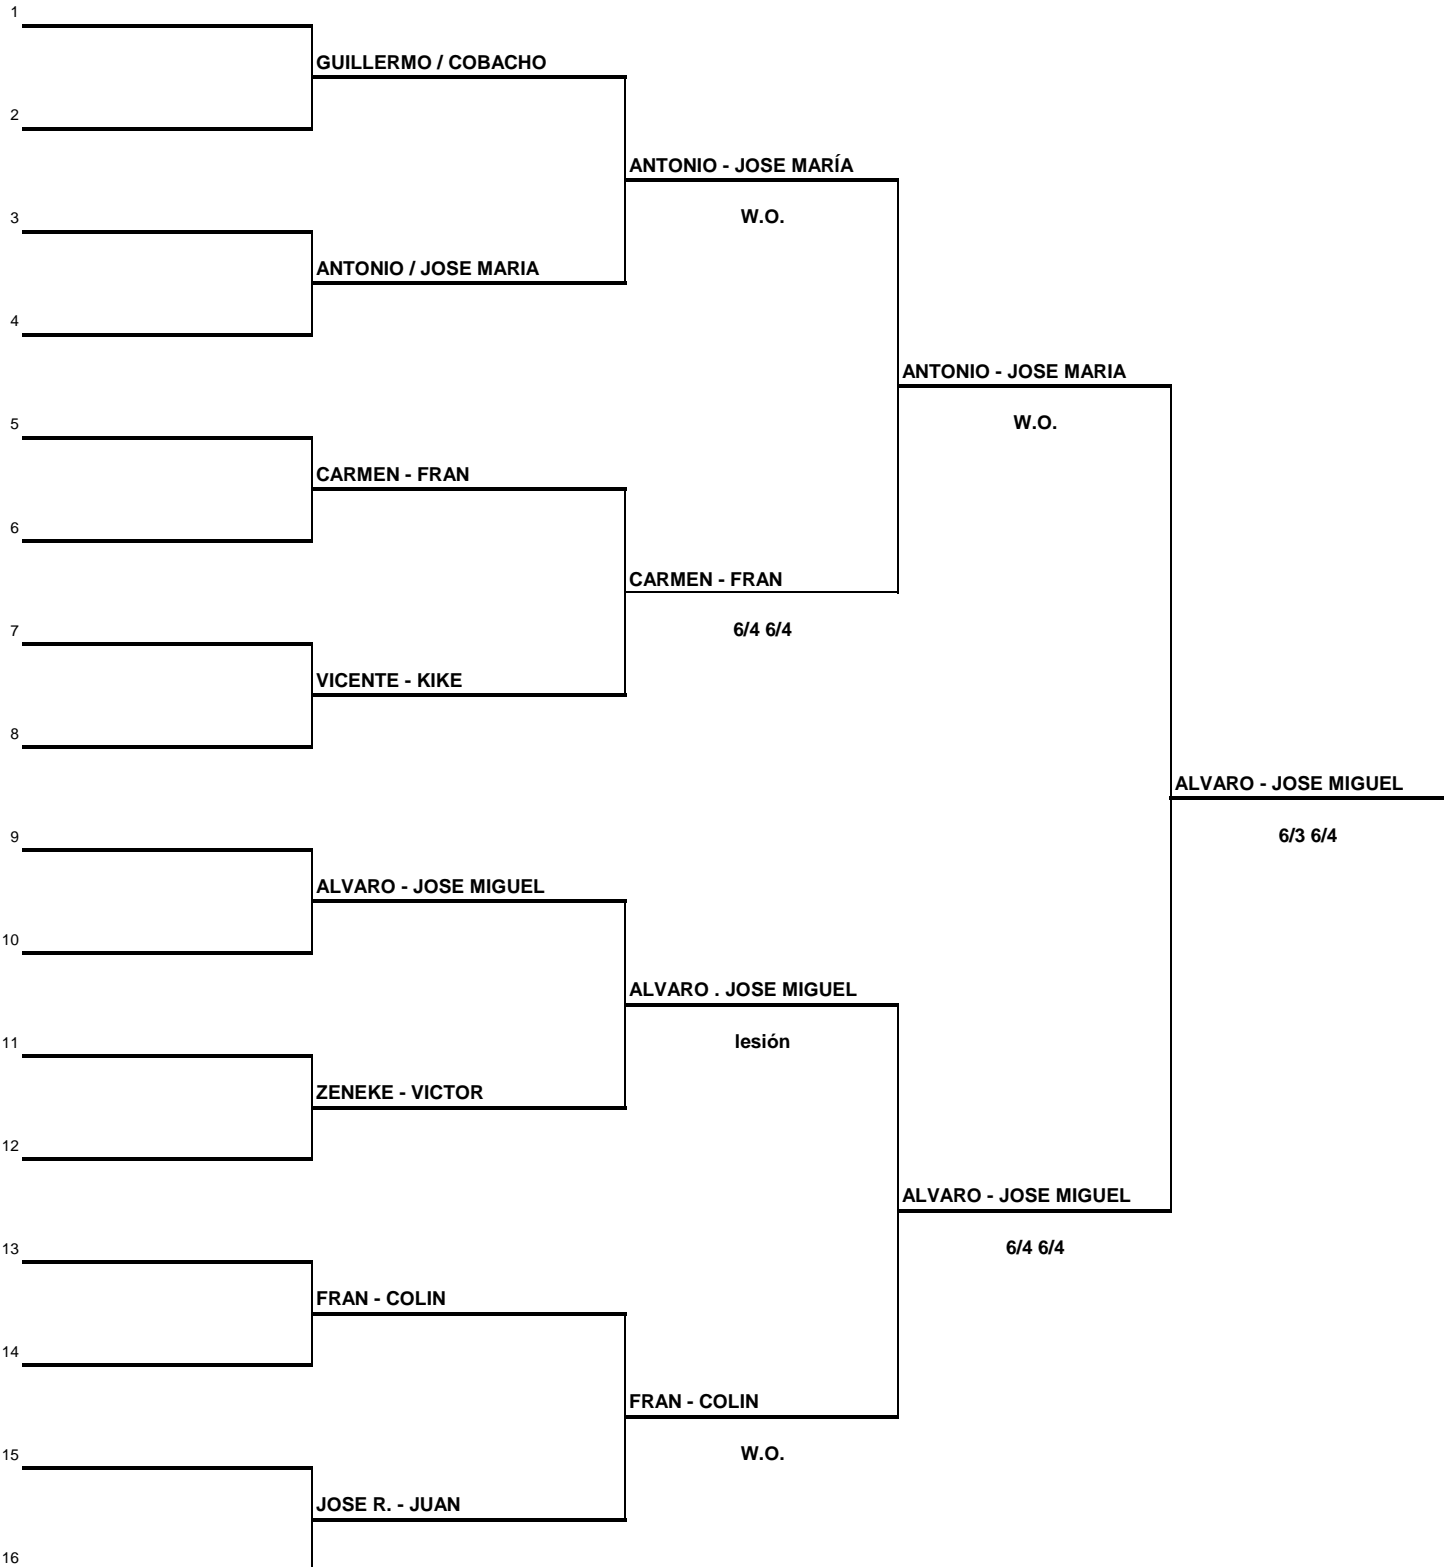 1
GUILLERMO / COBACHO
2
ANTONIO - JOSE MARÍA
3
W.O.
ANTONIO / JOSE MARIA
4
ANTONIO - JOSE MARIA
5
W.O.
CARMEN - FRAN
6
CARMEN - FRAN
7
6/4 6/4
VICENTE - KIKE
8
ALVARO - JOSE MIGUEL
9
6/3 6/4
ALVARO - JOSE MIGUEL
10
ALVARO . JOSE MIGUEL
11
lesión
ZENEKE - VICTOR
12
ALVARO - JOSE MIGUEL
13
6/4 6/4
FRAN - COLIN
14
FRAN - COLIN
15
W.O.
JOSE R. - JUAN
16